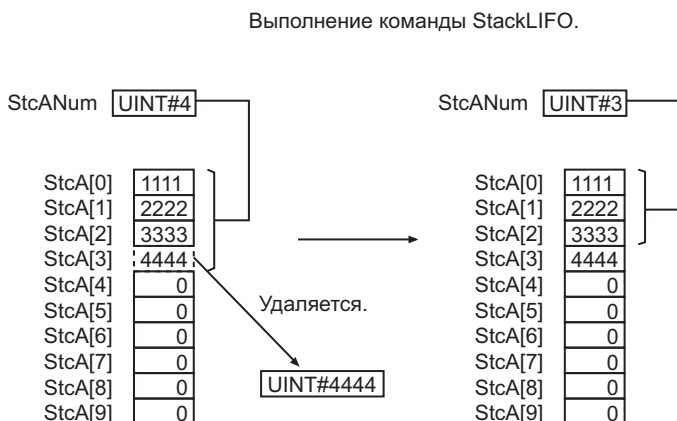 Выполнение команды StackLIFO.
StcANum UINT#4
StcANum UINT#3
StcA[0] 1111
StcA[1] 2222
StcA[2] 3333
StcA[3] 4444
StcA[4] 0
StcA[5] 0
StcA[6] 0
StcA[7] 0
StcA[8] 0
StcA[9] 0
Удаляется.
UINT#4444
StcA[0] 1111
StcA[1] 2222
StcA[2] 3333
StcA[3] 4444
StcA[4] 0
StcA[5] 0
StcA[6] 0
StcA[7] 0
StcA[8] 0
StcA[9] 0